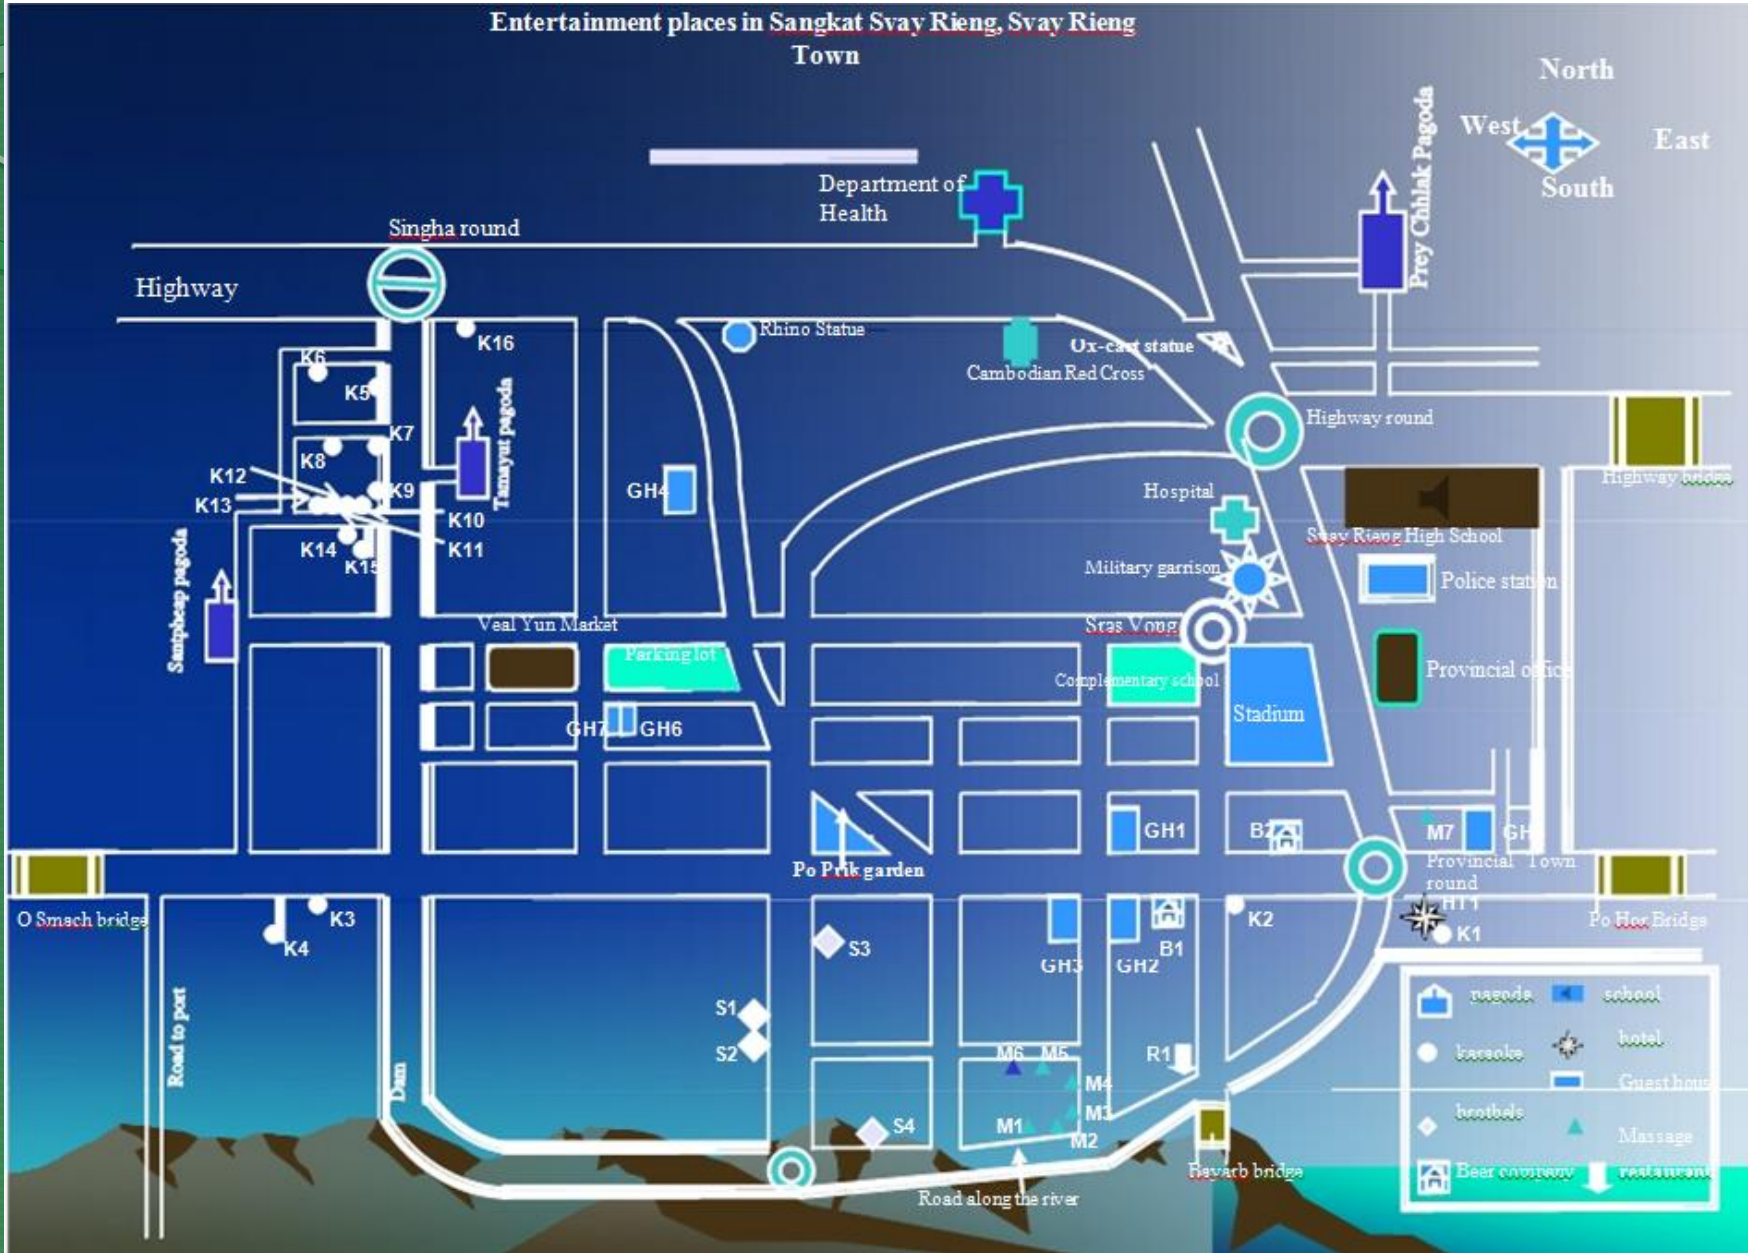 Entertainment places in Sangkat Svay Rieng, Svay Rieng
Town
North
West
East
South
Prey Chhlak Pagoda
Department of
Health
Singha round
Highway
Rhino Statue
K16
Ox-cart statue
Cambodian Red Cross
K6
K5
Tamayut pagoda
Highway round
K7
K8
K12
K9
GH4
Hospital
Highway bridge
K13
K10
Svay Rieng High School
K14
K11
K15
Military garrison
Police station
Santpheap pagoda
Veal Yun Market
Sras Vong
Parking lot
Complementary school
Provincial office
Stadium
GH7
GH6
GH1
B2
M7
Po Prik garden
Provincial Town
round
HT1
O Smach bridge
K3
K2
K1
Po Hor Bridge
K4
S3
B1
GH3
GH2
S1
S2
M6
M5
R1
M4
Road to port
Dam
M3
S4
M1
M2
Bavarb bridge
Road along the river
pagoda
school
karaoke
hotel
brothels
Massage
Beer company
restaurant